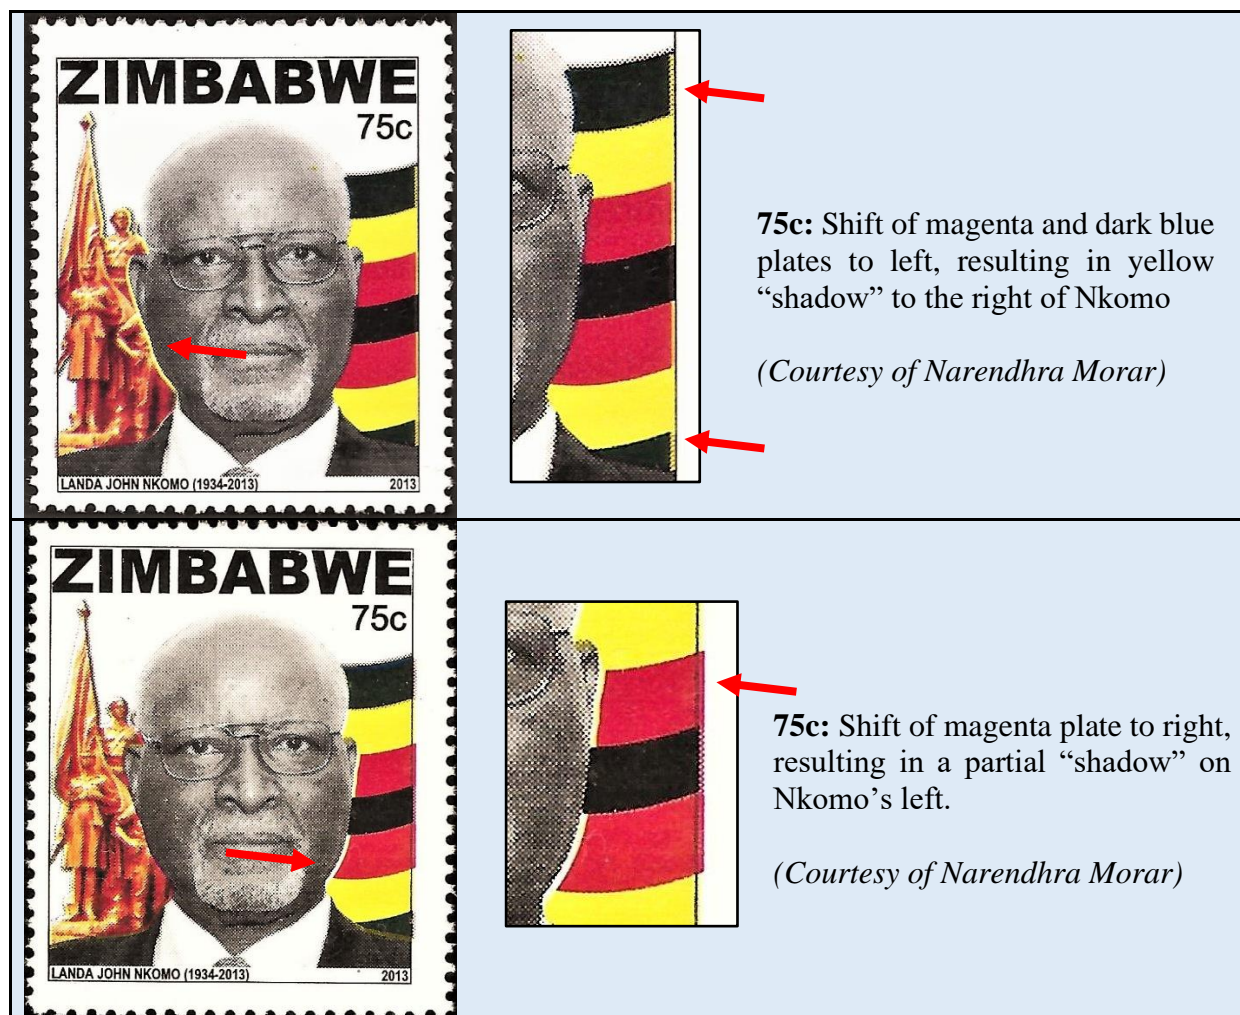 ZIMBABWE
75c
LANDA JOHN NKOMO (1934-2013)
2013
75c: Shift of magenta and dark blue
plates to left, resulting in yellow
“shadow” to the right of Nkomo
(Courtesy of Narendhra Morar)
ZIMBABWE
75c
LANDA JOHN NKOMO (1934-2013)
2013
75c: Shift of magenta plate to right,
resulting in a partial “shadow” on
Nkomo’s left.
(Courtesy of Narendhra Morar)